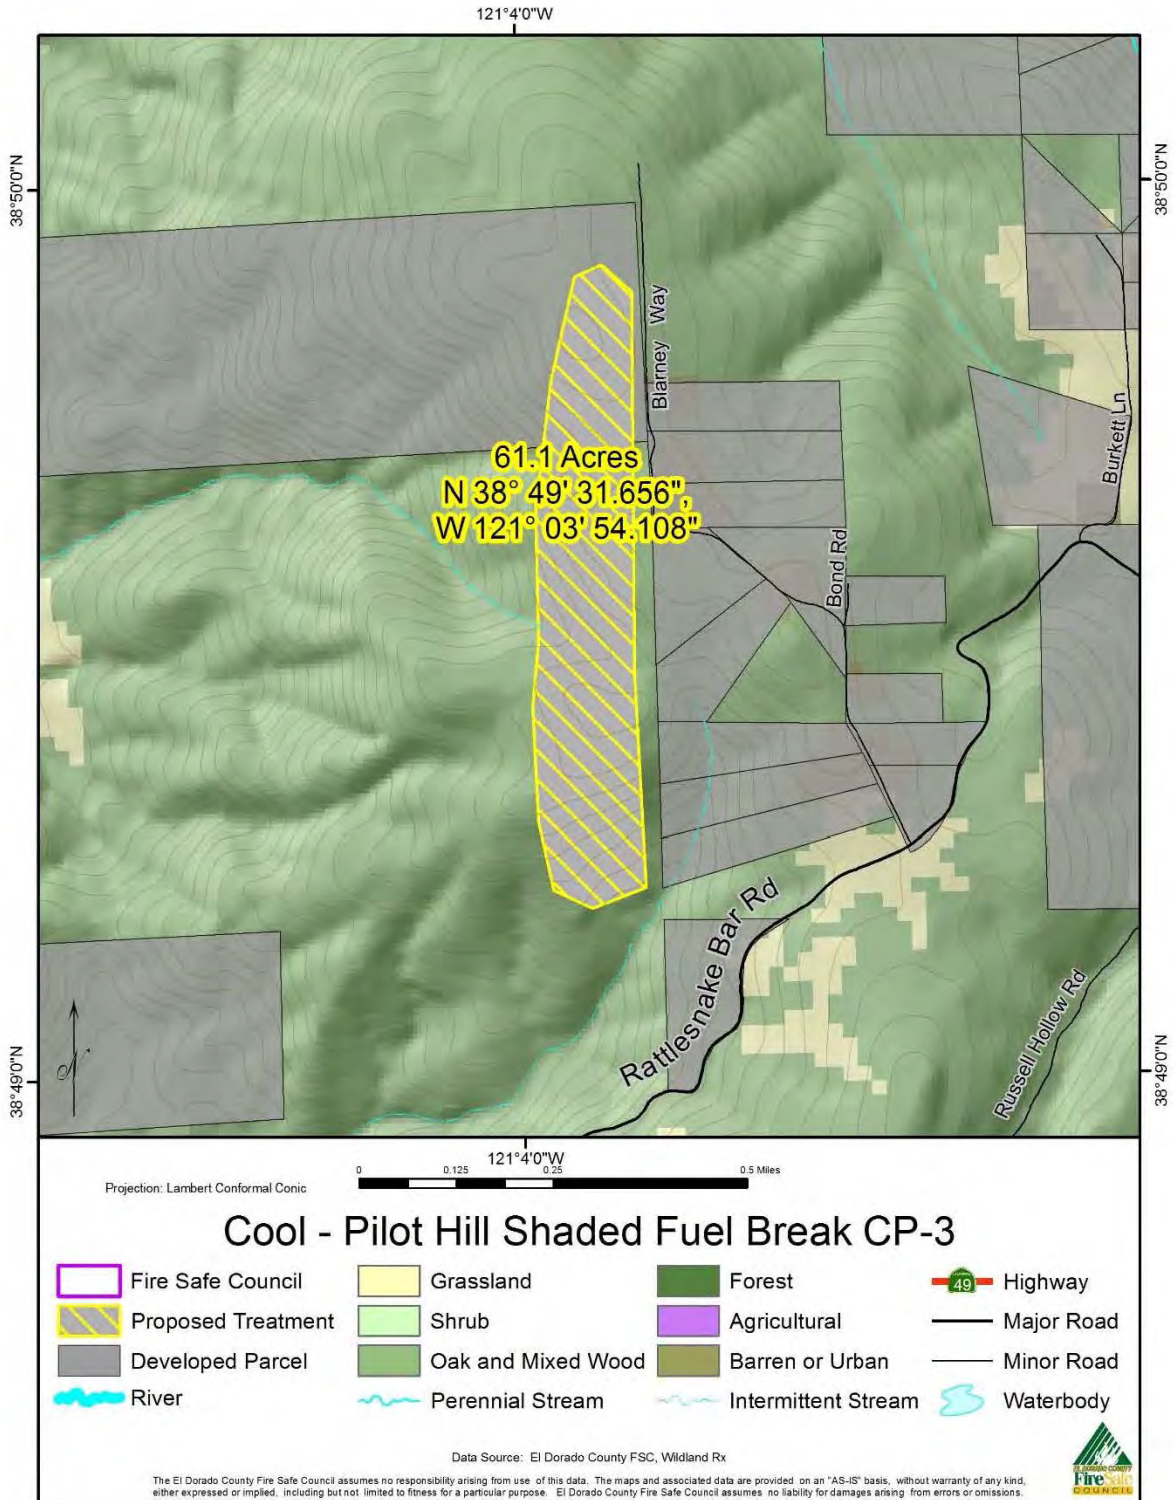 121°4'0"W
38°50'0"N
38°50'0"N
Blarney Way
61.1 Acres
N 38° 49' 31.656",
W 121° 03' 54.108"
Burkett Ln
Bond Rd
Rattlesnake Bar Rd
Russell Hollow Rd
38°49'0"N
38°49'0"N
121°4'0"W
Projection: Lambert Conformal Conic
0 0.125 0.25 0.5 Miles
Cool - Pilot Hill Shaded Fuel Break CP-3
Fire Safe Council
Grassland
Forest
49
Highway
Proposed Treatment
Shrub
Agricultural
Major Road
Developed Parcel
Oak and Mixed Wood
Barren or Urban
Minor Road
River
Perennial Stream
Intermittent Stream
Waterbody
Data Source: El Dorado County FSC, Wildland Rx
The El Dorado County Fire Safe Council assumes no responsibility arising from use of this data. The maps and associated data are provided on an "AS-IS" basis, without warranty of any kind,
either expressed or implied, including but not limited to fitness for a particular purpose. El Dorado County Fire Safe Council assumes no liability for damages arising from errors or omissions.
EL DORADO COUNTY
Fire Safe
COUNCIL